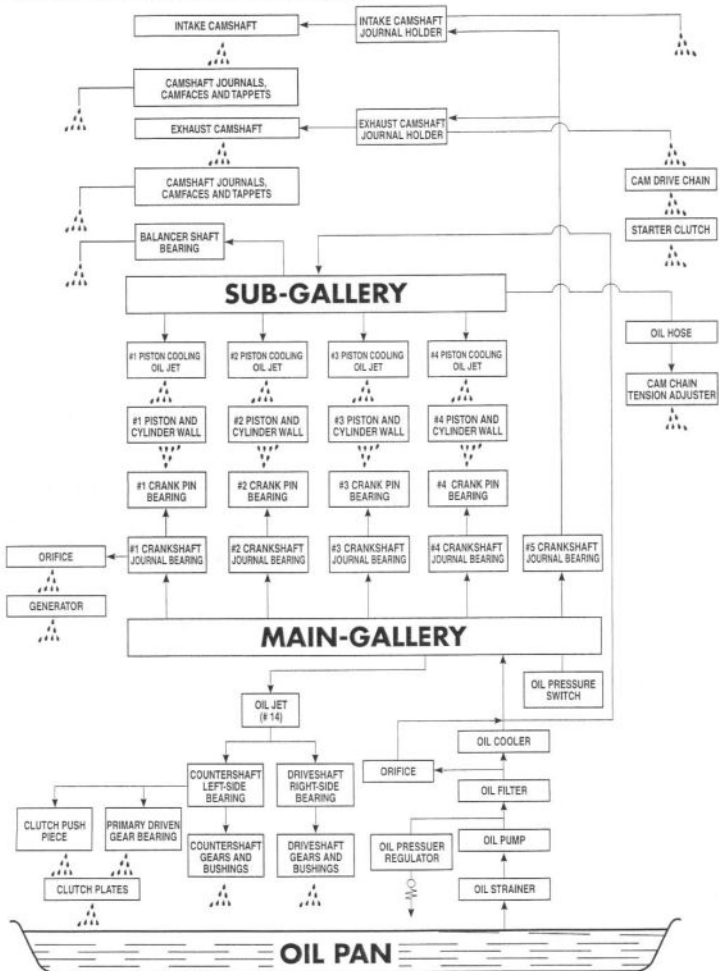 INTAKE CAMSHAFT
INTAKE CAMSHAFT
JOURNAL HOLDER
CAMSHAFT JOURNALS,
CAMFACES AND TAPPETS
EXHAUST CAMSHAFT
EXHAUST CAMSHAFT
JOURNAL HOLDER
CAMSHAFT JOURNALS,
CAMFACES AND TAPPETS
CAM DRIVE CHAIN
STARTER CLUTCH
BALANCER SHAFT
BEARING
SUB-GALLERY
OIL HOSE
CAM CHAIN
TENSION ADJUSTER
#1 PISTON COOLING
OIL JET
#2 PISTON COOLING
OIL JET
#3 PISTON COOLING
OIL JET
#4 PISTON COOLING
OIL JET
#1 PISTON AND
CYLINDER WALL
#2 PISTON AND
CYLINDER WALL
#3 PISTON AND
CYLINDER WALL
#4 PISTON AND
CYLINDER WALL
#1 CRANK PIN
BEARING
#2 CRANK PIN
BEARING
#3 CRANK PIN
BEARING
#4 CRANK PIN
BEARING
ORIFICE
#1 CRANKSHAFT
JOURNAL BEARING
#2 CRANKSHAFT
JOURNAL BEARING
#3 CRANKSHAFT
JOURNAL BEARING
#4 CRANKSHAFT
JOURNAL BEARING
#5 CRANKSHAFT
JOURNAL BEARING
GENERATOR
MAIN-GALLERY
OIL PRESSURE
SWITCH
OIL JET
(# 14)
OIL COOLER
COUNTERSHAFT
LEFT-SIDE
BEARING
DRIVESHAFT
RIGHT-SIDE
BEARING
ORIFICE
OIL FILTER
CLUTCH PUSH
PIECE
PRIMARY DRIVEN
GEAR BEARING
COUNTERSHAFT
GEARS AND
BUSHINGS
DRIVESHAFT
GEARS AND
BUSHINGS
OIL PRESSUER
REGULATOR
OIL PUMP
CLUTCH PLATES
OIL STRAINER
OIL PAN